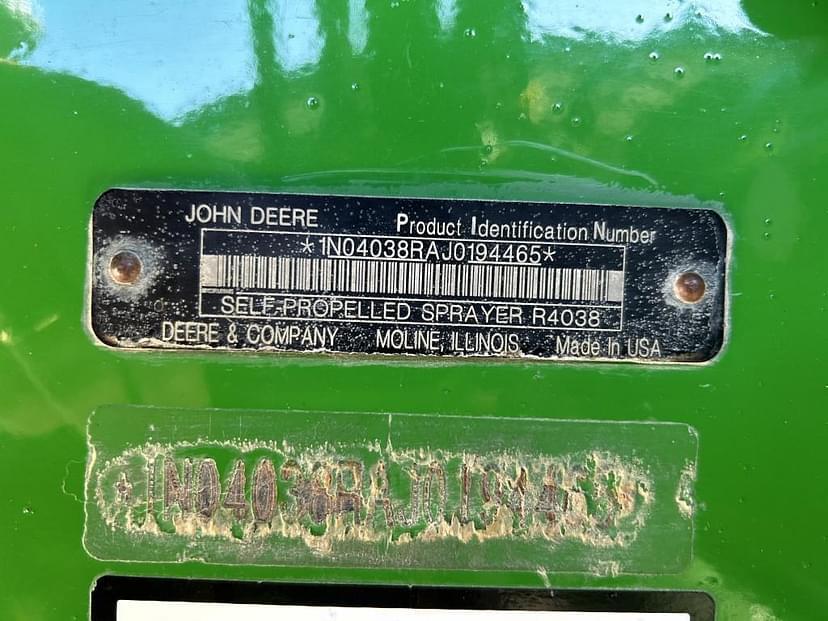 JOHN DEERE Product Identification Number
*1N04038RAJ0194465*
SELF-PROPELLED SPRAYER R4038
DEERE & COMPANY MOLINE, ILLINOIS Made In USA